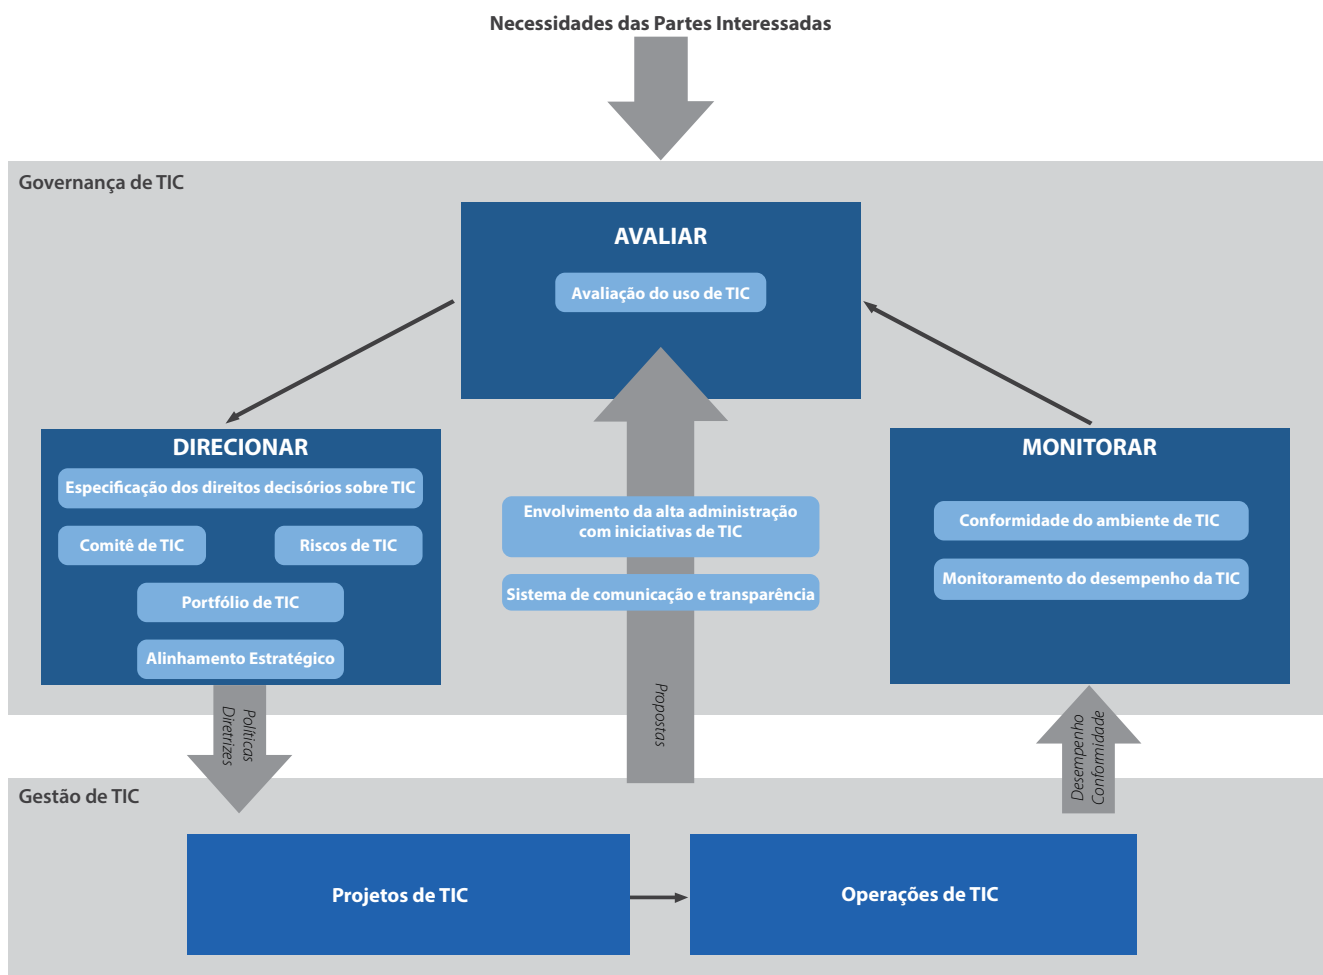 Necessidades das Partes Interessadas
Governança de TIC
AVALIAR
Avaliação do uso de TIC
DIRECIONAR
Especificação dos direitos decisórios sobre TIC
Comitê de TIC
Riscos de TIC
Portfólio de TIC
Alinhamento Estratégico
Envolvimento da alta administração
com iniciativas de TIC
Sistema de comunicação e transparência
MONITORAR
Conformidade do ambiente de TIC
Monitoramento do desempenho da TIC
Políticas
Diretrizes
Propostas
Desempenho
Conformidade
Gestão de TIC
Projetos de TIC
Operações de TIC